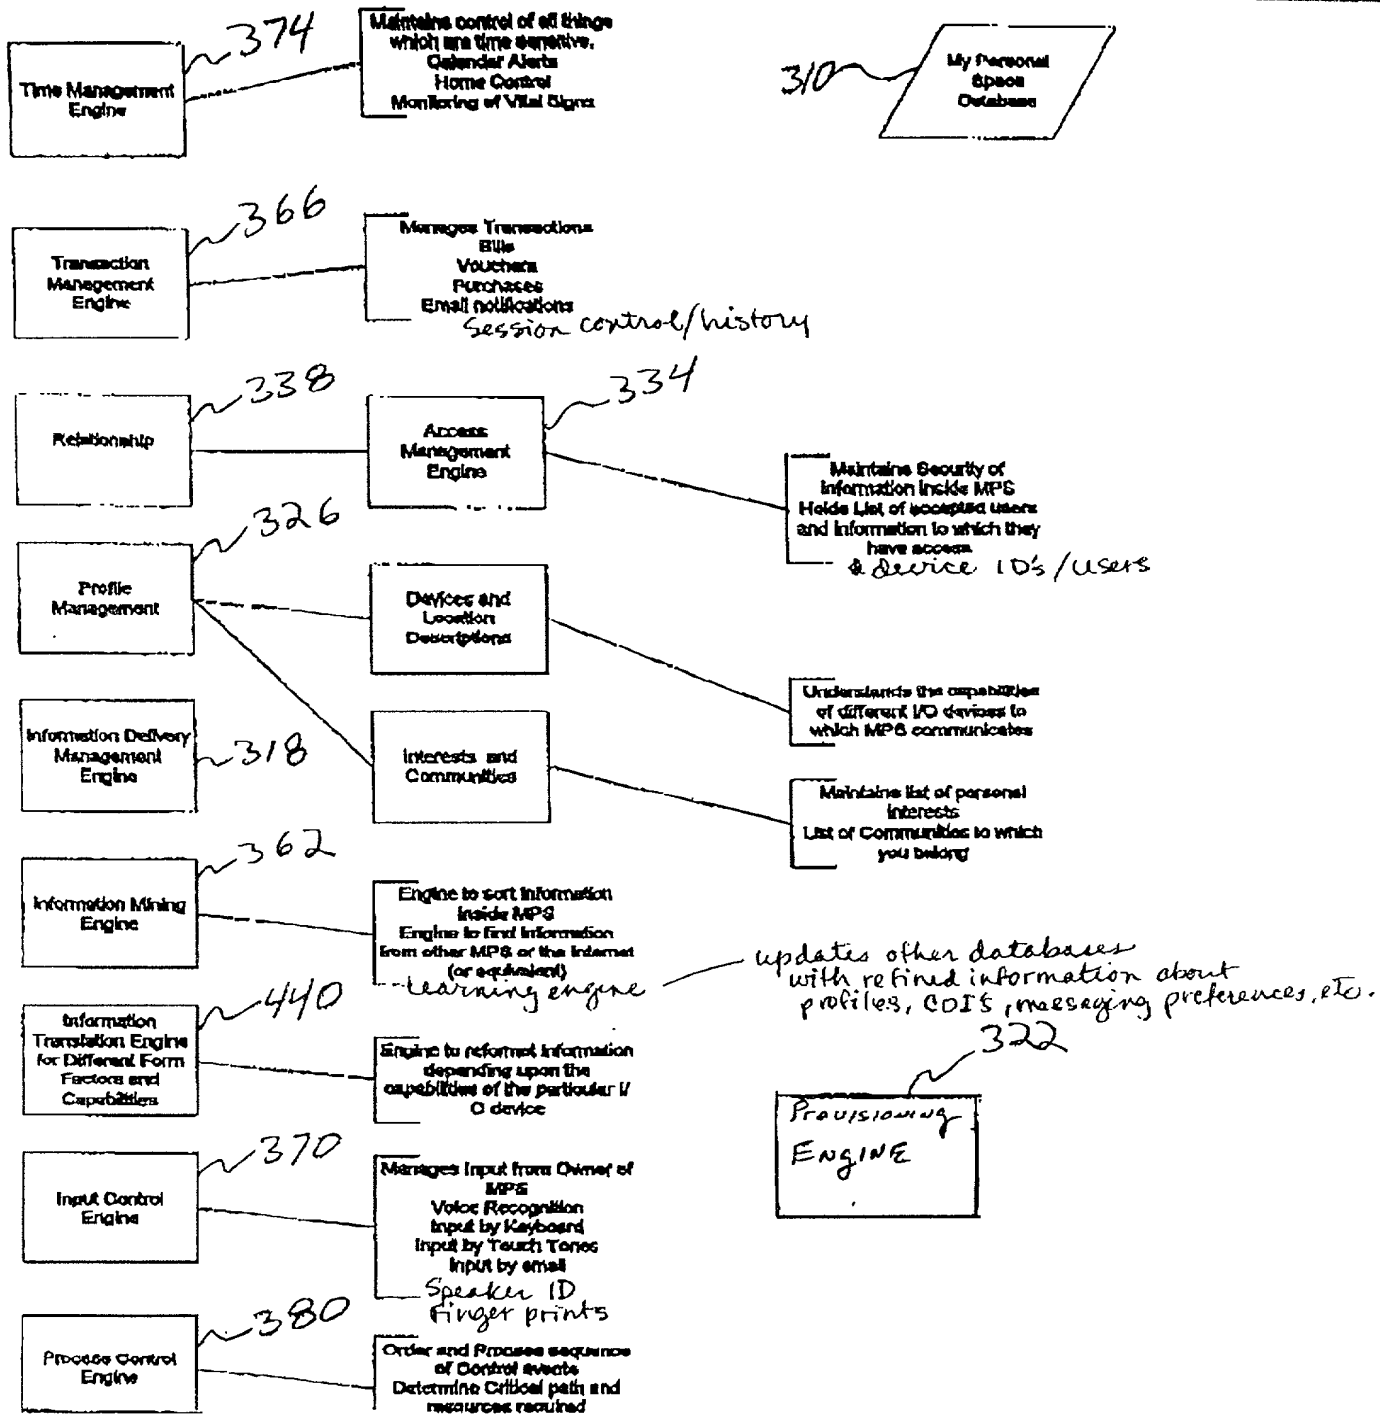 374
Time Management
Engine
Maintains control of all things
which are time sensitive.
Calendar Alerts
Home Control
Monitoring of Vital Signs
310
My Personal
Space
Database
366
Transaction
Management
Engine
Manages Transactions
Bills
Vouchers
Purchases
Email notifications
Session control/history
338
Relationship
334
Access
Management
Engine
Maintains Security of
information inside MPS
Holds List of accepted users
and information to which they
have access
& device ID's/users
326
Profile
Management
Devices and
Location
Descriptions
Understands the capabilities
of different I/O devices to
which MPS communicates
Information Delivery
Management
Engine
318
Interests and
Communities
Maintains list of personal
interests
List of Communities to which
you belong
362
Information Mining
Engine
Engine to sort information
inside MPS
Engine to find information
from other MPS or the internet
(or equivalent)
Learning engine
updates other databases
with refined information about
profiles, COI's, messaging preferences, etc.
440
Information
Translation Engine
for Different Form
Factors and
Capabilities
Engine to reformat information
depending upon the
capabilities of the particular I/
O device
322
Provisioning
ENGINE
370
Input Control
Engine
Manages Input from Owner of
MPS
Voice Recognition
Input by Keyboard
Input by Touch Tones
Input by email
Speaker ID
Finger prints
380
Process Control
Engine
Order and Process sequence
of Control events
Determine Critical path and
resources required